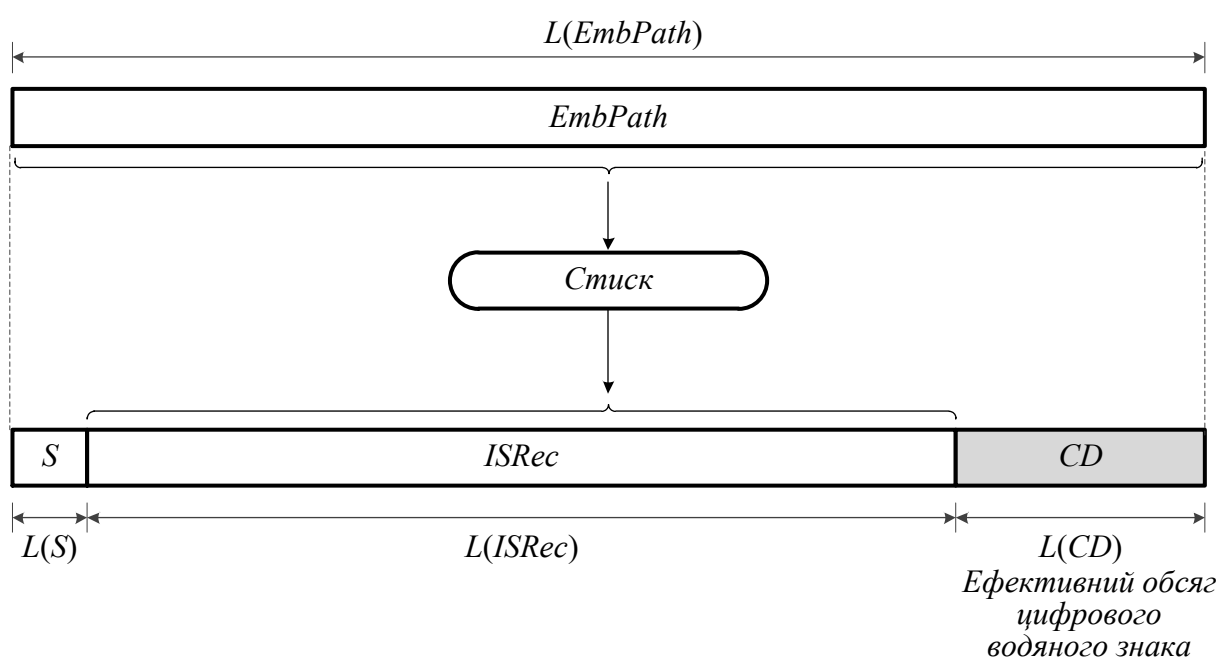 L(EmbPath)
EmbPath
Стиск
S ISRec CD
L(S) L(ISRec) L(CD)
Ефективний обсяг
цифрового
водяного знака